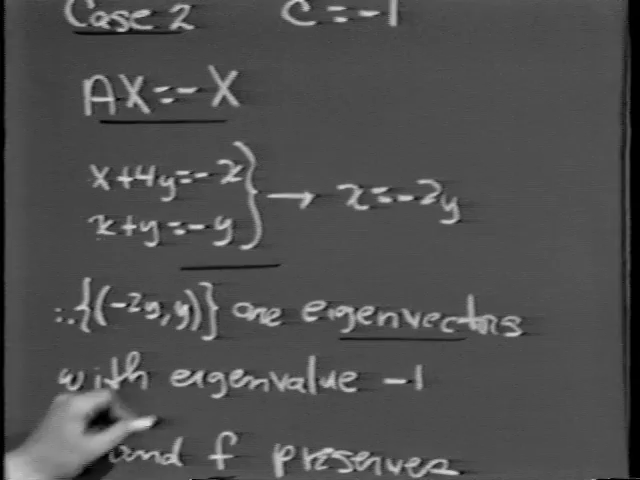 Case 2 C=-1
AX=-X
x+4y=-x
x+y=-y } → x=-2y
∴{(-2y,y)} are eigenvectors
with eigenvalue -1
and f preserves